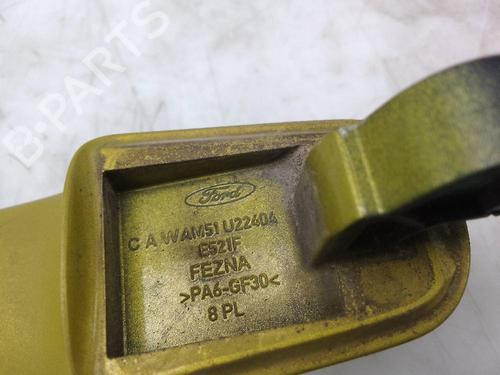 B-PARTS
Ford
C A WAM51 U22404
E521F
FEZNA
>PA6-GF30<
8 PL